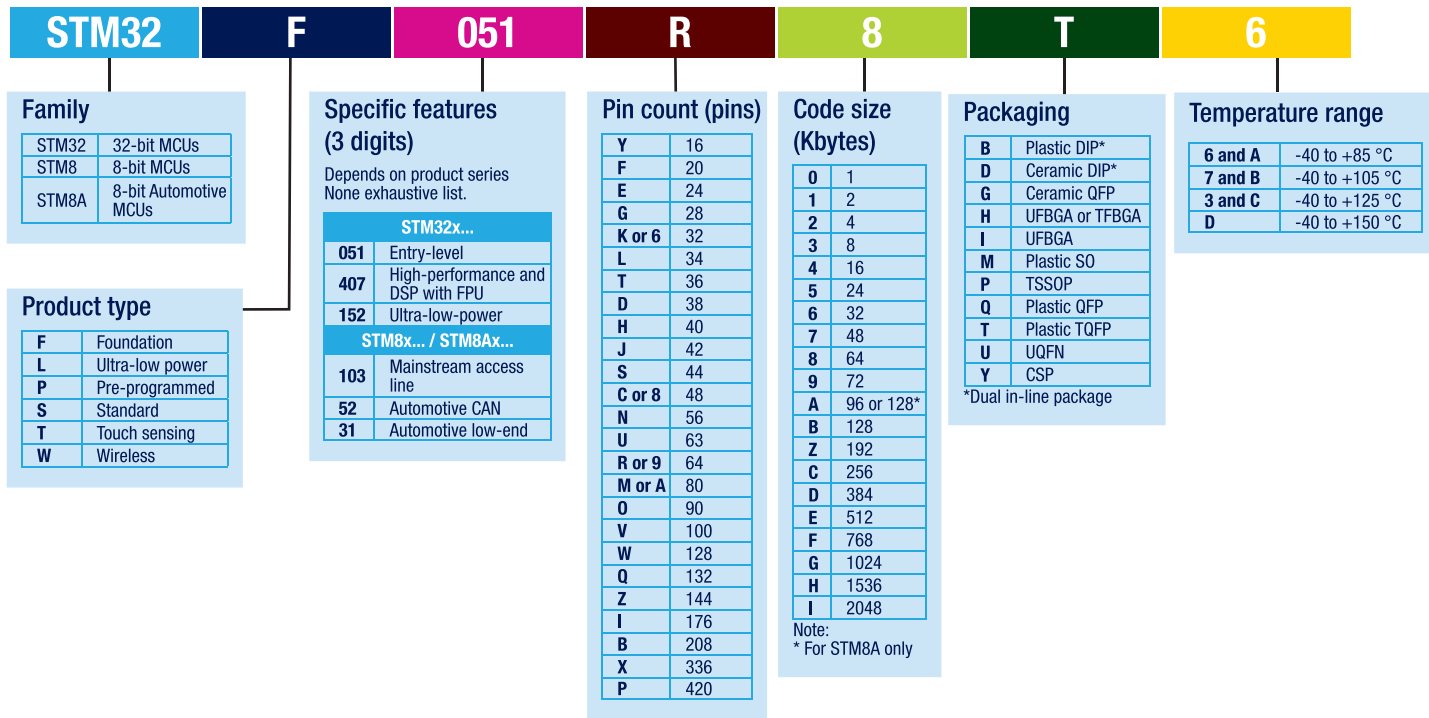 STM32 F 051 R 8 T 6
Family
STM32 32-bit MCUs
STM8 8-bit MCUs
STM8A 8-bit Automotive
MCUs
Product type
F Foundation
L Ultra-low power
P Pre-programmed
S Standard
T Touch sensing
W Wireless
Specific features
(3 digits)
Depends on product series
None exhaustive list.
STM32x...
051 Entry-level
407 High-performance and
DSP with FPU
152 Ultra-low-power
STM8x... / STM8Ax...
103 Mainstream access
line
52 Automotive CAN
31 Automotive low-end
Pin count (pins)
Y 16
F 20
E 24
G 28
K or 6 32
L 34
T 36
D 38
H 40
J 42
S 44
C or 8 48
N 56
U 63
R or 9 64
M or A 80
O 90
V 100
W 128
Q 132
Z 144
I 176
B 208
X 336
P 420
Code size
(Kbytes)
0 1
1 2
2 4
3 8
4 16
5 24
6 32
7 48
8 64
9 72
A 96 or 128*
B 128
Z 192
C 256
D 384
E 512
F 768
G 1024
H 1536
I 2048
Note:
* For STM8A only
Packaging
B Plastic DIP*
D Ceramic DIP*
G Ceramic QFP
H UFBGA or TFBGA
I UFBGA
M Plastic SO
P TSSOP
Q Plastic QFP
T Plastic TQFP
U UQFN
Y CSP
*Dual in-line package
Temperature range
6 and A -40 to +85 °C
7 and B -40 to +105 °C
3 and C -40 to +125 °C
D -40 to +150 °C